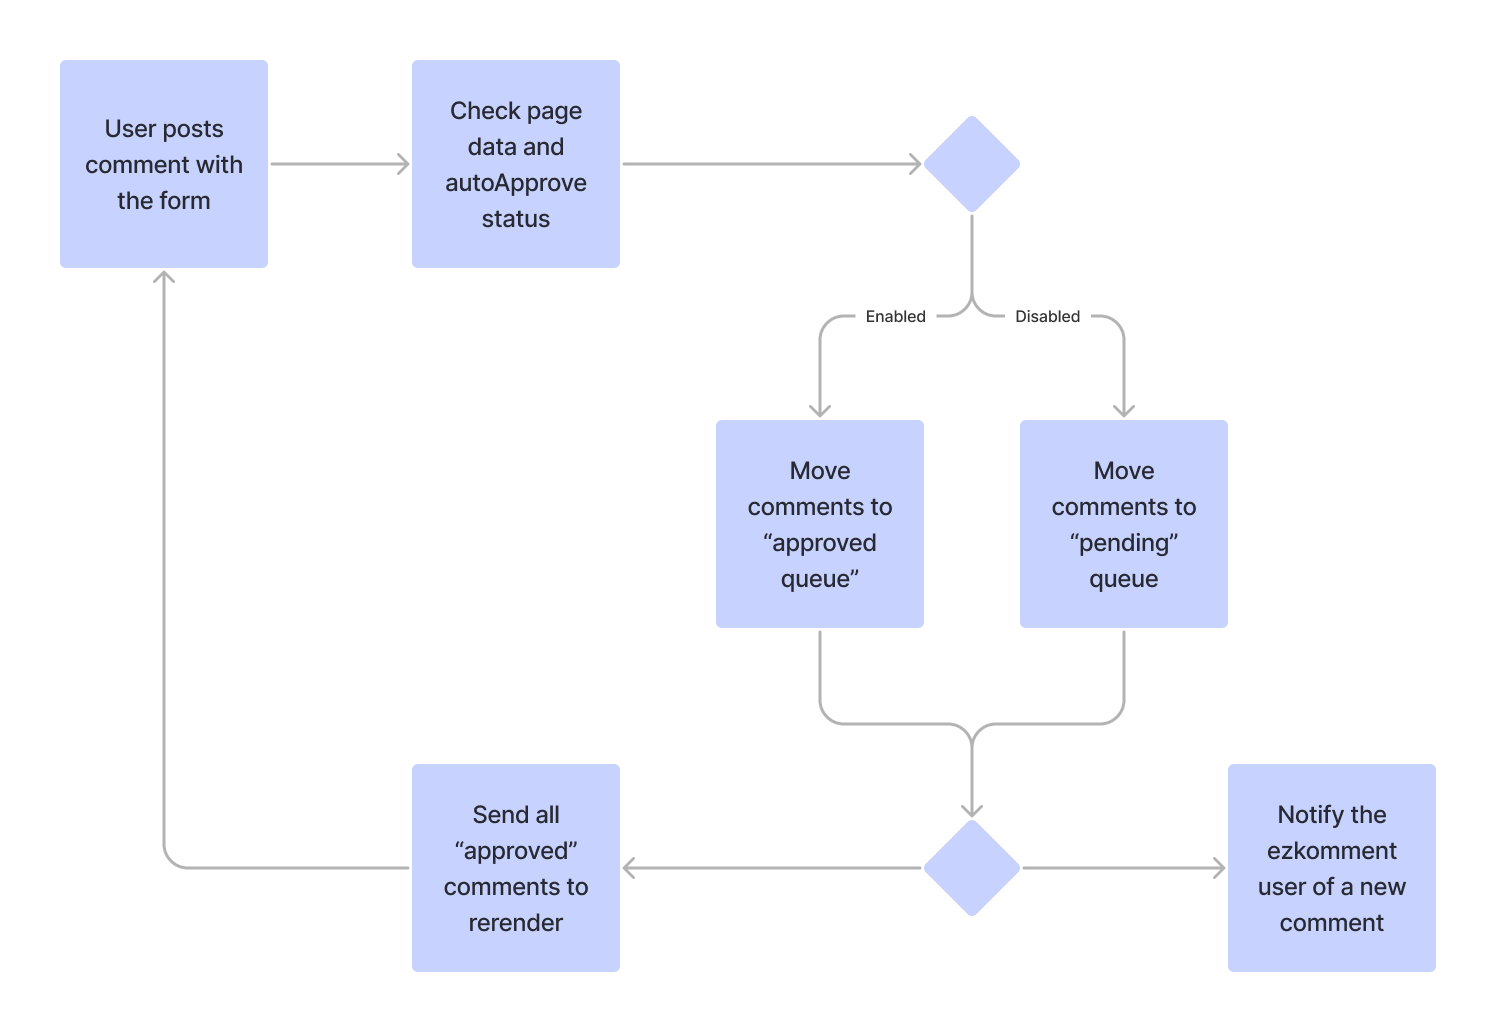 User posts
comment with
the form
Check page
data and
autoApprove
status
Enabled
Disabled
Move
comments to
“approved
queue”
Move
comments to
“pending”
queue
Send all
“approved”
comments to
rerender
Notify the
ezkomment
user of a new
comment